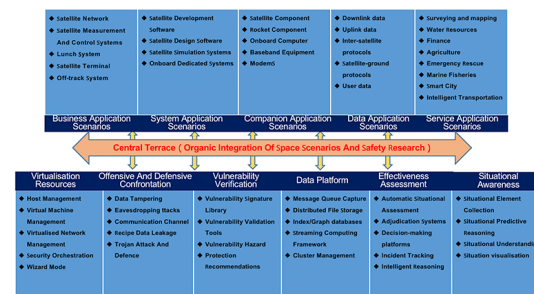 Satellite Network
Satellite Measurement
And Control Systems
Lunch System
Satellite Terminal
Off-track System
Business Application
Scenarios
Satellite Development
Software
Satellite Design Software
Satellite Simulation Systems
Onboard Dedicated Systems
System Application
Scenarios
Satellite Component
Rocket Component
Onboard Computer
Baseband Equipment
ModemS
Companion Application
Scenarios
Downlink data
Uplink data
Inter-satellite
protocols
Satellite-ground
protocols
User data
Data Application
Scenarios
Surveying and mapping
Water Resources
Finance
Agriculture
Emergency Rescue
Marine Fisheries
Smart City
Intelligent Transportation
Service Application
Scenarios
Central Terrace（Organic Integration Of Space Scenarios And Safety Research）
Virtualisation
Resources
Host Management
Virtual Machine
Management
Virtualised Network
Management
Security Orchestration
Wizard Mode
Offensive And Defensive
Confrontation
Data Tampering
Eavesdropping ttacks
Communication Channel
Recipe Data Leakage
Trojan Attack And
Defence
Vulnerability
Verification
Vulnerability Signature
Library
Vulnerability Validation
Tools
Vulnerability Hazard
Protection
Recommendations
Data Platform
Message Queue Capture
Distributed File Storage
Index/Graph databases
Streaming Computing
Framework
Cluster Management
Effectiveness
Assessment
Automatic Situational
Assessment
Adjudication Systems
Decision-making
platforms
Incident Tracking
Intelligent Reasoning
Situational
Awareness
Situational Element
Collection
Situational Predictive
Reasoning
Situational Understandi
Situation visualisation